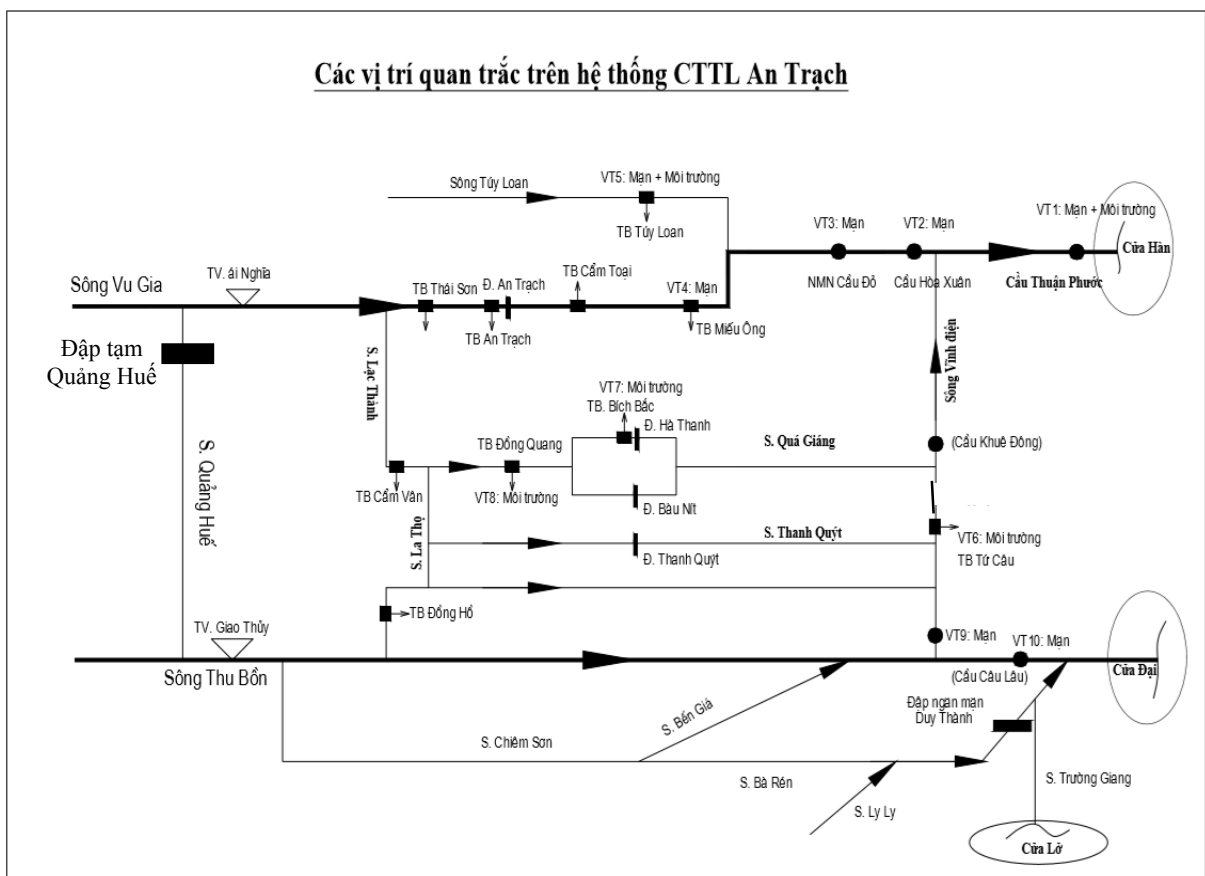 Các vị trí quan trắc trên hệ thống CTTL An Trạch
Sông Túy Loan
VT5: Mạn + Môi trường
TB Túy Loan
VT3: Mạn
VT2: Mạn
VT1: Mạn + Môi trường
Cửa Hàn
NMN Cầu Đỏ
Cầu Hòa Xuân
Cầu Thuận Phước
Sông Vu Gia
TV. ái Nghĩa
TB Thái Sơn
Đ. An Trạch
TB Cẩm Toại
VT4: Mạn
TB An Trạch
TB Miếu Ông
Đập tạm
Quảng Huế
S. Lạc Thành
Sông Vĩnh điện
S. Quảng Huế
VT7: Môi trường
TB. Bích Bắc
Đ. Hà Thanh
TB Đồng Quang
S. Quá Giáng
(Cầu Khuê Đông)
TB Cẩm Vân
VT8: Môi trường
Đ. Bàu Nít
S. La Thọ
S. Thanh Quýt
Đ. Thanh Quýt
VT6: Môi trường
TB Tứ Câu
TB Đồng Hồ
TV. Giao Thủy
VT9: Mạn
VT10: Mạn
Sông Thu Bồn
(Cầu Câu Lâu)
Cửa Đại
Đập ngăn mặn
Duy Thành
S. Bến Giá
S. Chiêm Sơn
S. Bà Rén
S. Trường Giang
S. Ly Ly
Cửa Lở